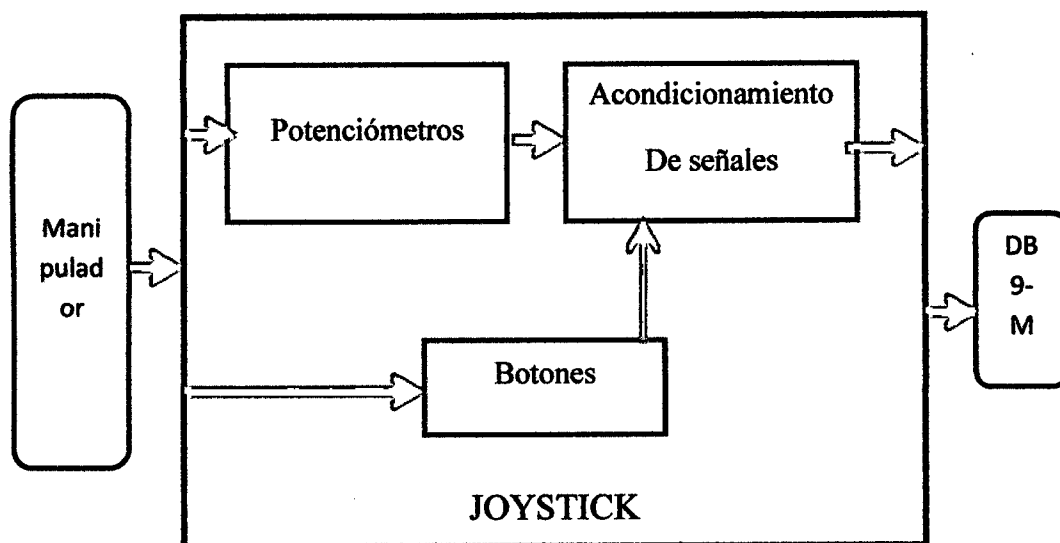 Potenciómetros
Acondicionamiento
De señales
Mani
pulad
or
DB
9-
M
Botones
JOYSTICK